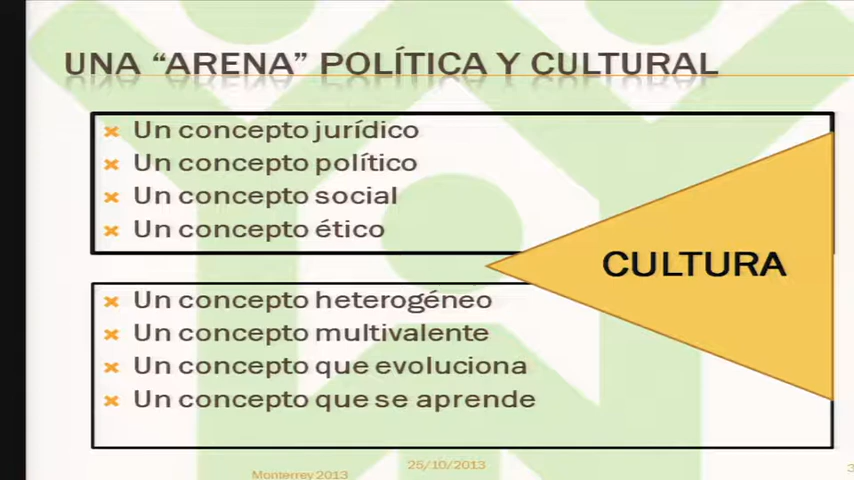 UNA “ARENA” POLÍTICA Y CULTURAL
Un concepto jurídico
Un concepto político
Un concepto social
Un concepto ético
CULTURA
Un concepto heterogéneo
Un concepto multivalente
Un concepto que evoluciona
Un concepto que se aprende
Monterrey 2013
25/10/2013
3